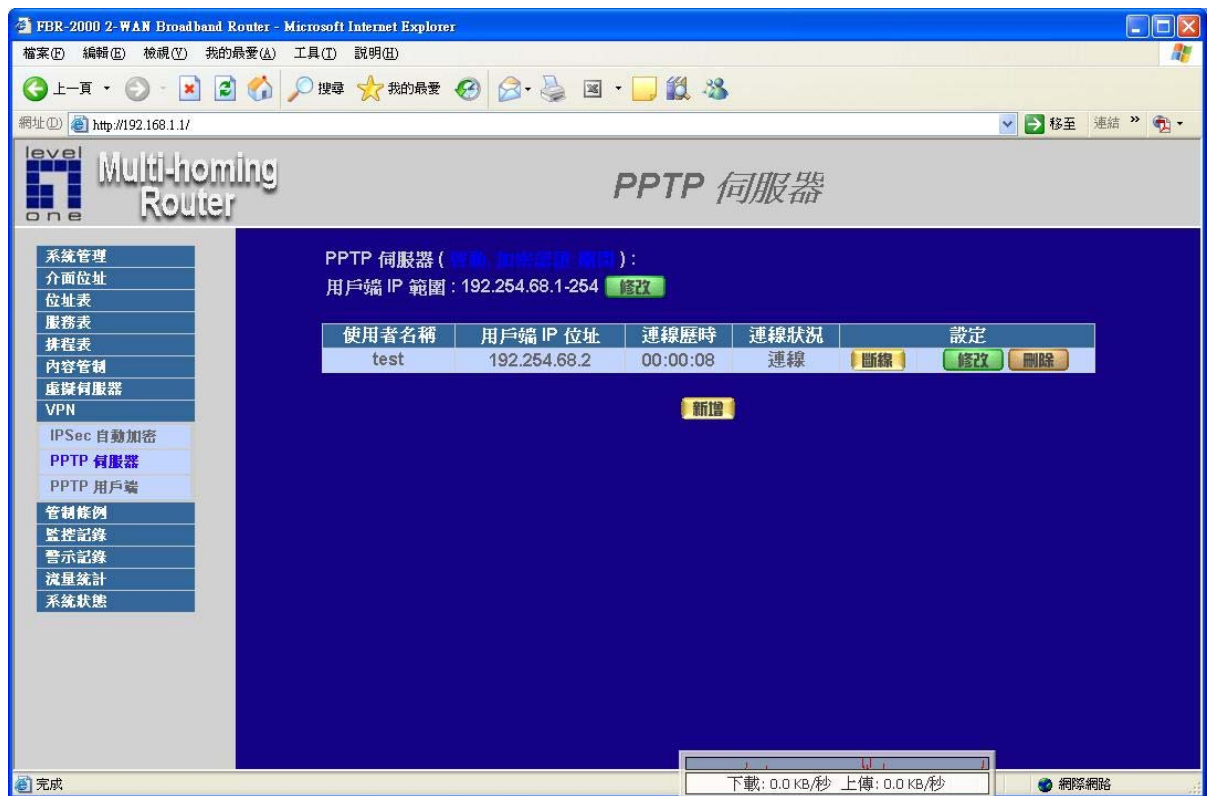 FBR-2000 2-WAN Broadband Router - Microsoft Internet Explorer
檔案(F) 編輯(E) 檢視(V) 我的最愛(A) 工具(T) 說明(H)
上一頁 搜尋 我的最愛
網址(D) http://192.168.1.1/ 移至 連結 »
level one
Multi-homing Router
PPTP 伺服器
系統管理
介面位址
位址表
服務表
排程表
內容管制
虛擬伺服器
VPN
IPSec 自動加密
PPTP 伺服器
PPTP 用戶端
管制條例
監控記錄
警示記錄
流量統計
系統狀態
PPTP 伺服器 ( 啟動, 加密認證: 關閉 ) :
用戶端 IP 範圍 : 192.254.68.1-254 修改
使用者名稱 用戶端 IP 位址 連線歷時 連線狀況 設定
test 192.254.68.2 00:00:08 連線 斷線 修改 刪除
新增
下載: 0.0 KB/秒 上傳: 0.0 KB/秒
完成 網際網路